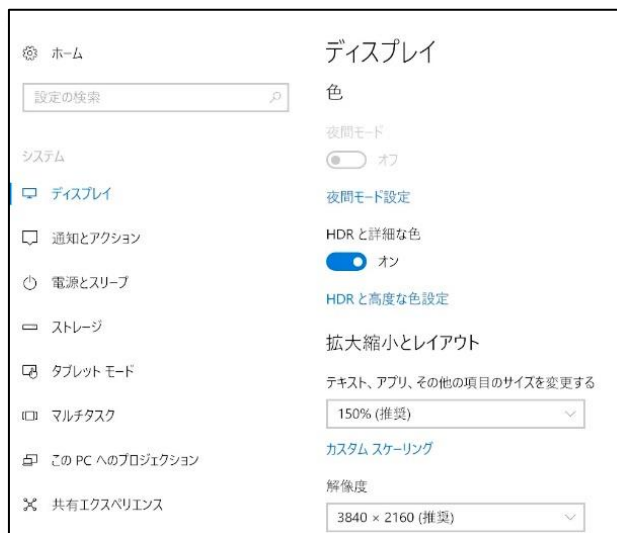 ホーム
設定の検索
システム
ディスプレイ
通知とアクション
電源とスリープ
ストレージ
タブレット モード
マルチタスク
この PC へのプロジェクション
共有エクスペリエンス
ディスプレイ
色
夜間モード
オフ
夜間モード設定
HDR と詳細な色
オン
HDR と高度な色設定
拡大縮小とレイアウト
テキスト、アプリ、その他の項目のサイズを変更する
150% (推奨)
カスタム スケーリング
解像度
3840 × 2160 (推奨)